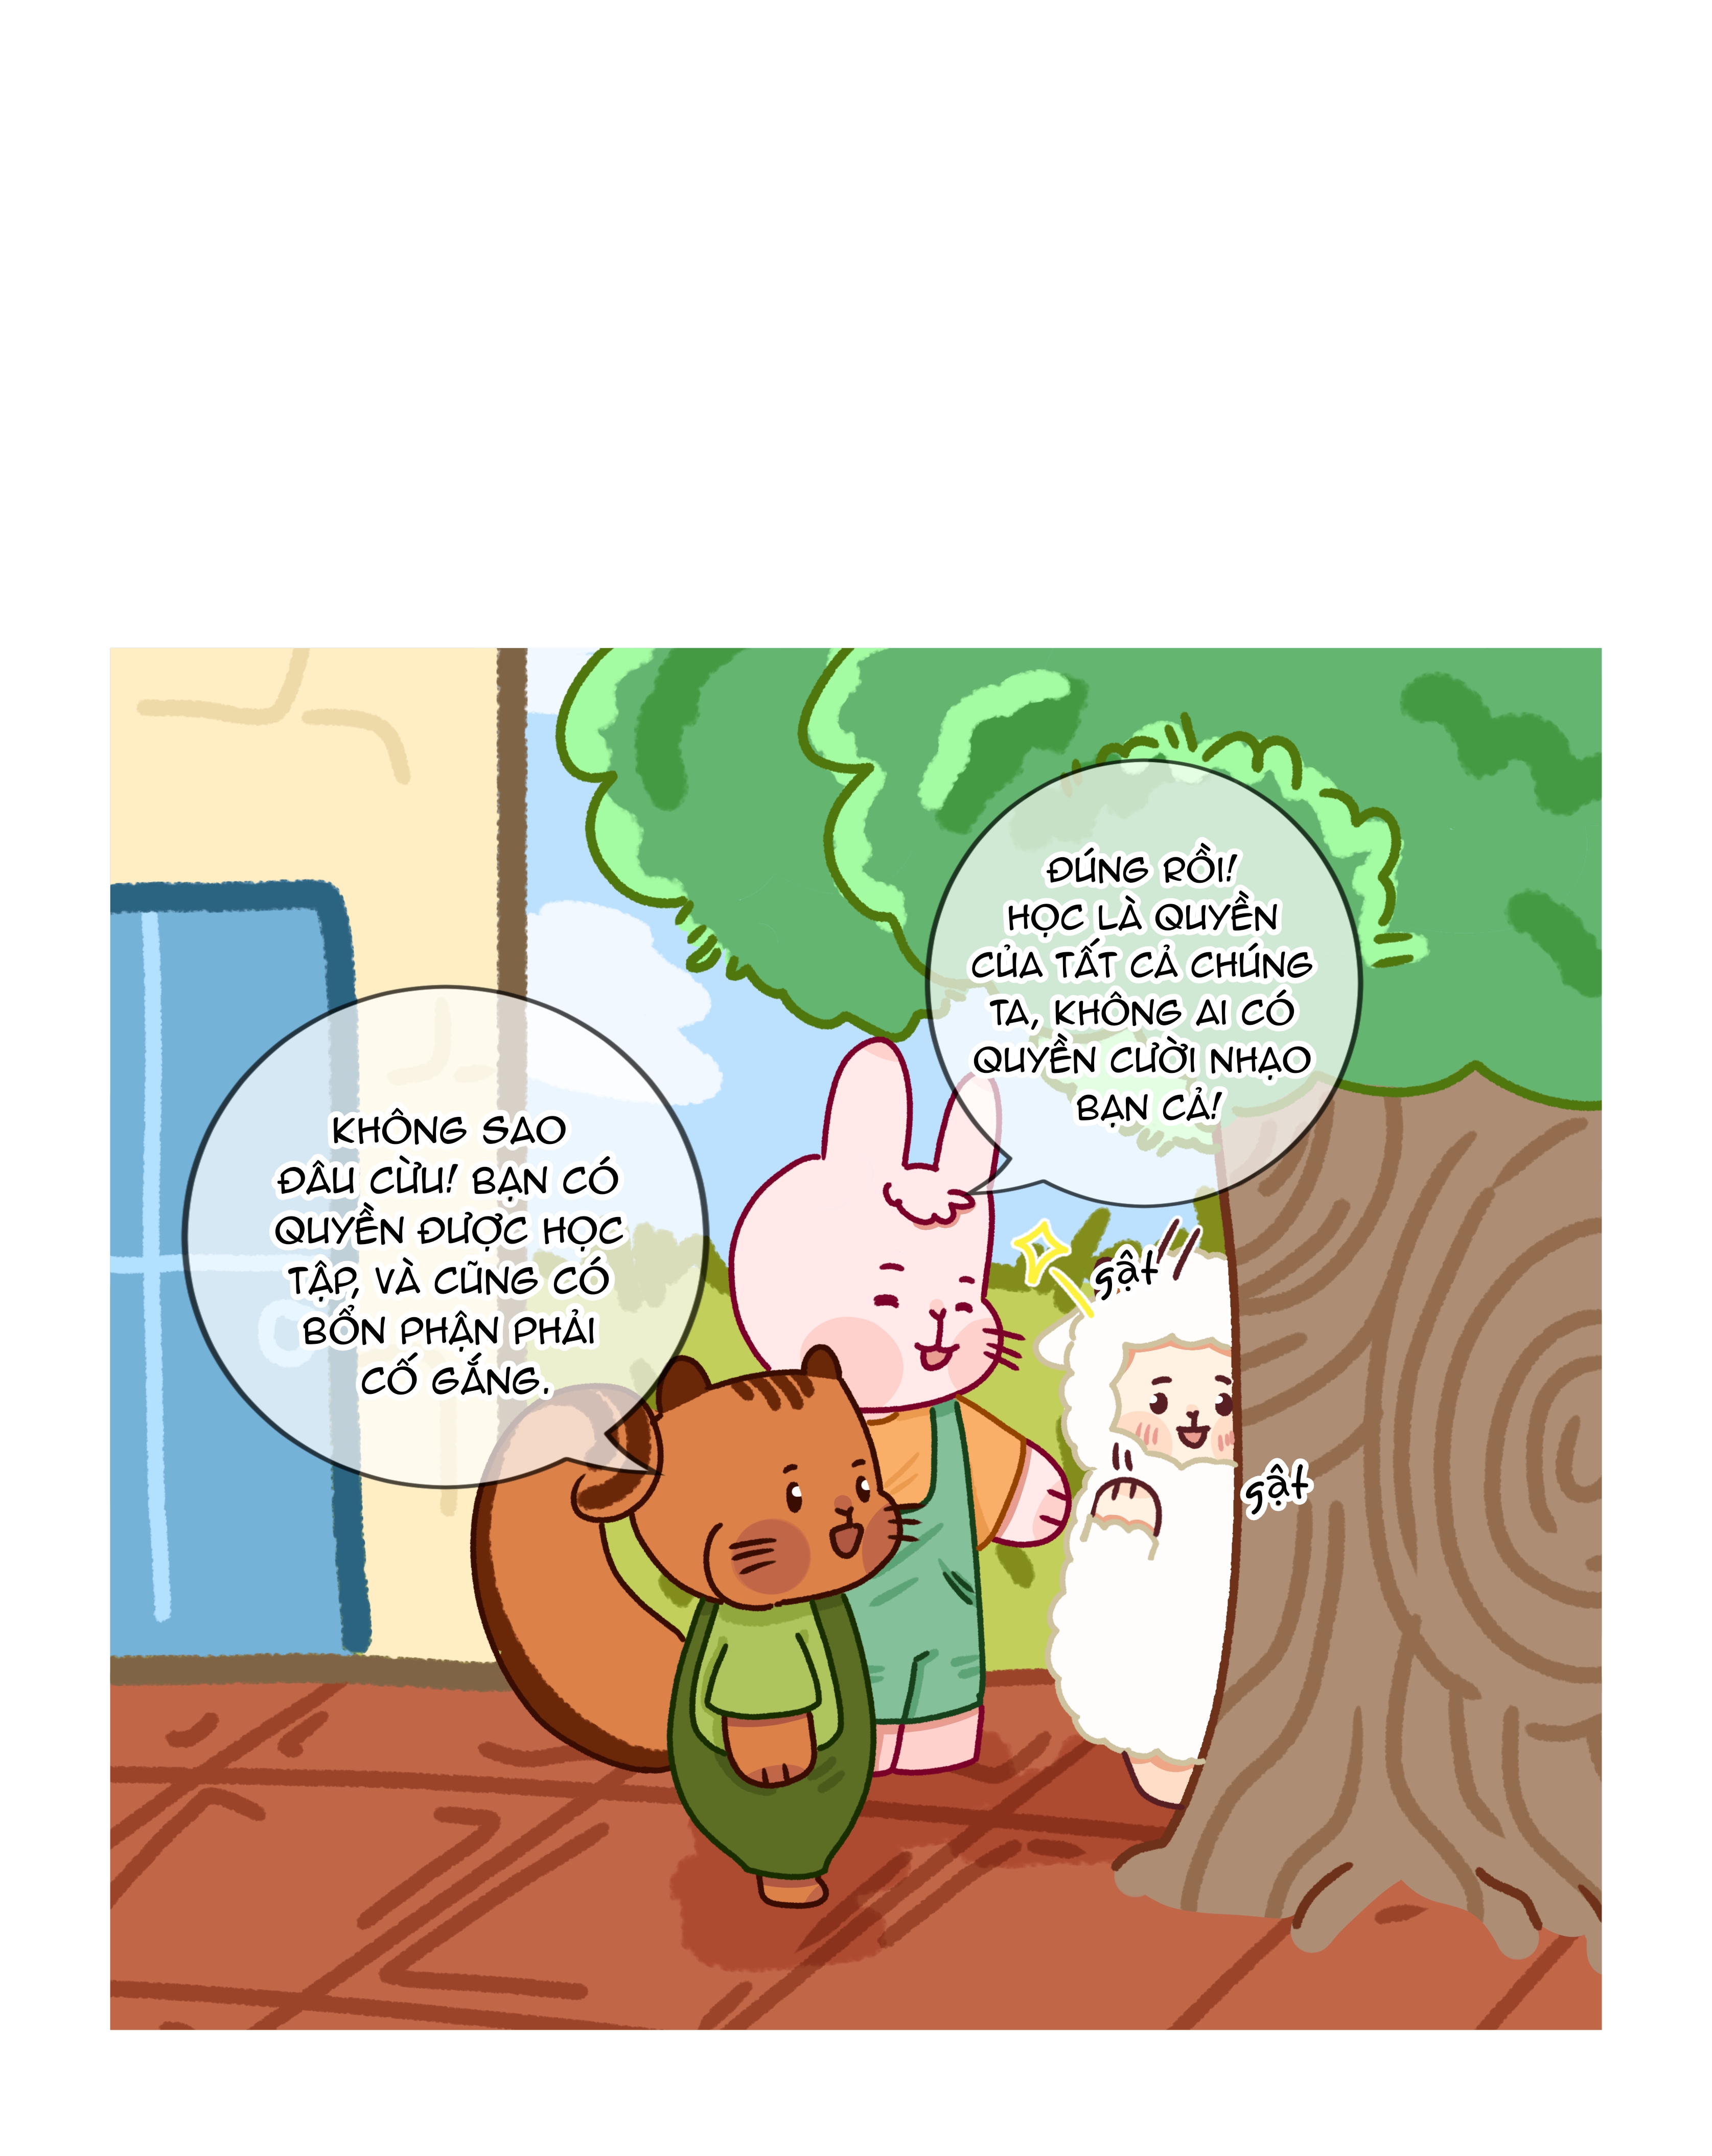 KHÔNG SAO
ĐÂU CỪU! BẠN CÓ
QUYỀN ĐƯỢC HỌC
TẬP, VÀ CŨNG CÓ
BỔN PHẬN PHẢI
CỐ GẮNG.
ĐÚNG RỒI!
HỌC LÀ QUYỀN
CỦA TẤT CẢ CHÚNG
TA, KHÔNG AI CÓ
QUYỀN CƯỜI NHẠO
BẠN CẢ!
gật
gật